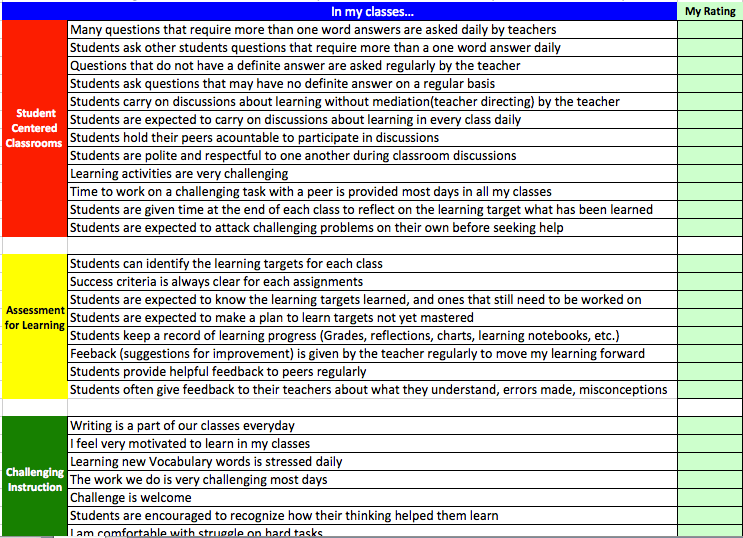 In my classes... My Rating
Many questions that require more than one word answers are asked daily by teachers
Students ask other students questions that require more than a one word answer daily
Questions that do not have a definite answer are asked regularly by the teacher
Students ask questions that may have no definite answer on a regular basis
Students carry on discussions about learning without mediation(teacher directing) by the teacher
Student
Centered
Classrooms
Students are expected to carry on discussions about learning in every class daily
Students hold their peers acountable to participate in discussions
Students are polite and respectful to one another during classroom discussions
Learning activities are very challenging
Time to work on a challenging task with a peer is provided most days in all my classes
Students are given time at the end of each class to reflect on the learning target what has been learned
Students are expected to attack challenging problems on their own before seeking help
Students can identify the learning targets for each class
Success criteria is always clear for each assignments
Students are expected to know the learning targets learned, and ones that still need to be worked on
Assessment
for Learning
Students are expected to make a plan to learn targets not yet mastered
Students keep a record of learning progress (Grades, reflections, charts, learning notebooks, etc.)
Feeback (suggestions for improvement) is given by the teacher regularly to move my learning forward
Students provide helpful feedback to peers regularly
Students often give feedback to their teachers about what they understand, errors made, misconceptions
Writing is a part of our classes everyday
I feel very motivated to learn in my classes
Learning new Vocabulary words is stressed daily
Challenging
Instruction
The work we do is very challenging most days
Challenge is welcome
Students are encouraged to recognize how their thinking helped them learn
I am comfortable with struggle on hard tasks